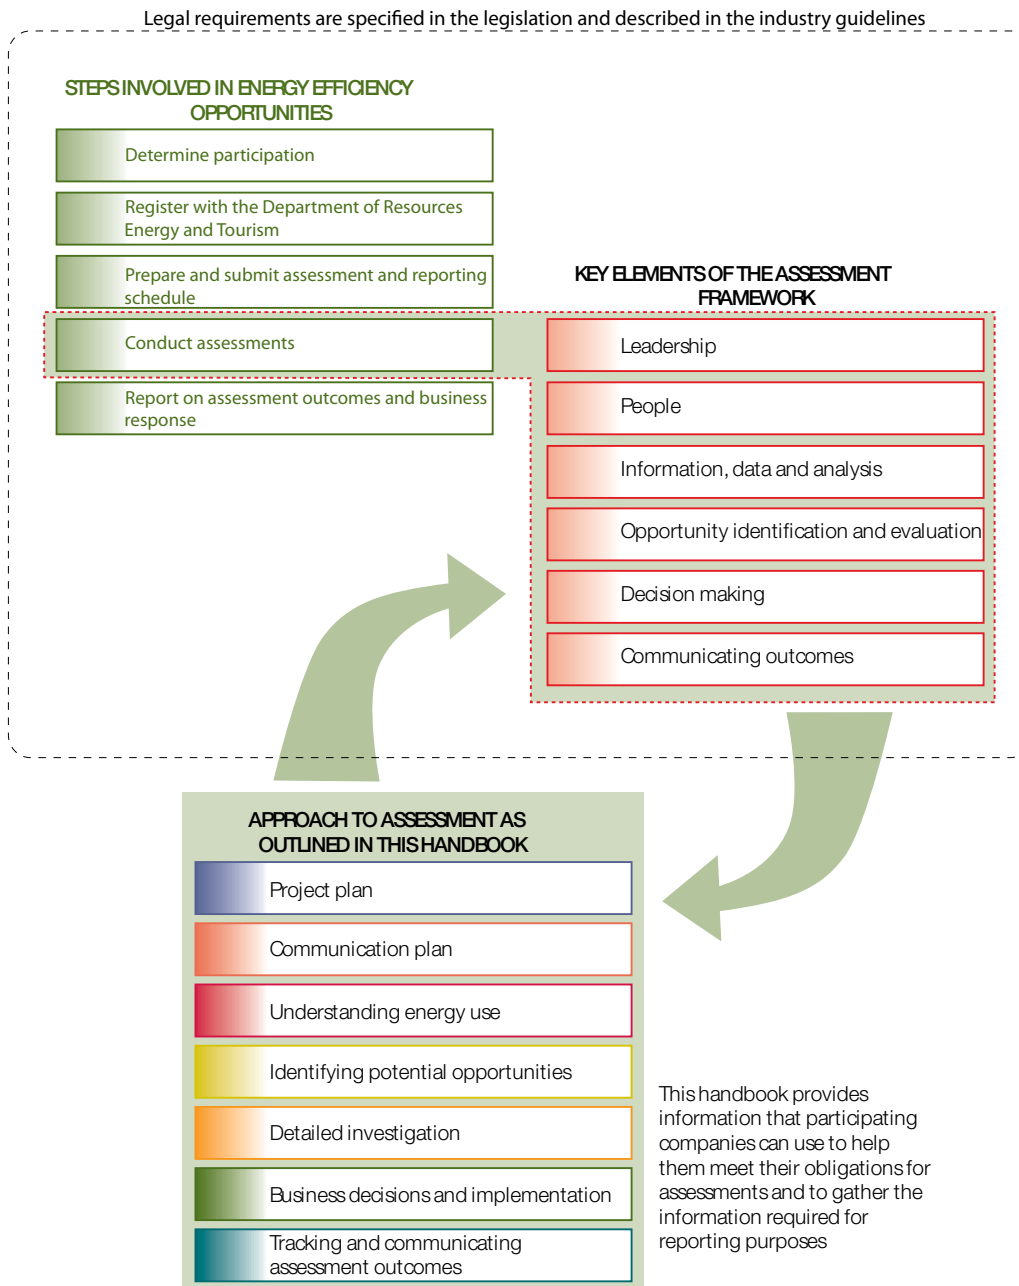 Legal requirements are specified in the legislation and described in the industry guidelines
STEPS INVOLVED IN ENERGY EFFICIENCY
OPPORTUNITIES
Determine participation
Register with the Department of Resources
Energy and Tourism
Prepare and submit assessment and reporting
schedule
Conduct assessments
Report on assessment outcomes and business
response
KEY ELEMENTS OF THE ASSESSMENT
FRAMEWORK
Leadership
People
Information, data and analysis
Opportunity identification and evaluation
Decision making
Communicating outcomes
APPROACH TO ASSESSMENT AS
OUTLINED IN THIS HANDBOOK
Project plan
Communication plan
Understanding energy use
Identifying potential opportunities
Detailed investigation
Business decisions and implementation
Tracking and communicating
assessment outcomes
This handbook provides
information that participating
companies can use to help
them meet their obligations for
assessments and to gather the
information required for
reporting purposes